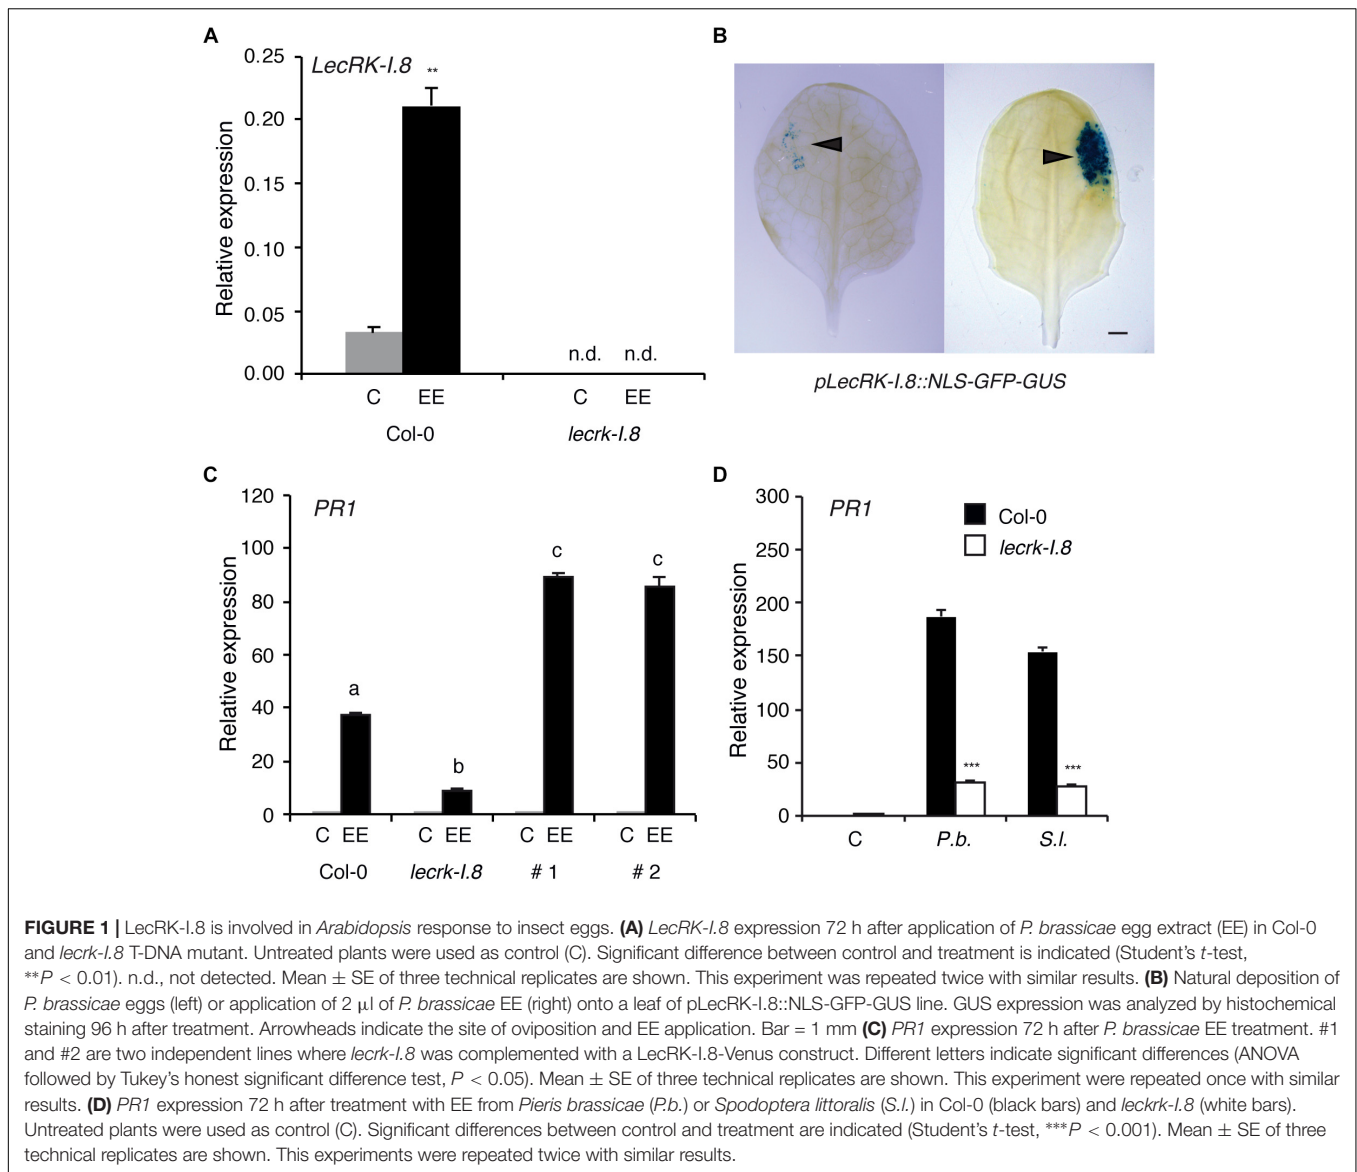 A
LecRK-I.8
**
0.25
0.20
0.15
0.10
0.05
0.00
Relative expression
n.d. n.d.
C EE C EE
Col-0 lecrk-I.8
B
pLecRK-I.8::NLS-GFP-GUS
C
PR1
120
100
80
60
40
20
0
Relative expression
a
b
c
c
C EE C EE C EE C EE
Col-0 lecrk-I.8 # 1 # 2
D
PR1
Col-0
lecrk-I.8
300
250
200
150
100
50
0
Relative expression
*** ***
C P.b. S.l.
FIGURE 1 | LecRK-I.8 is involved in Arabidopsis response to insect eggs. (A) LecRK-I.8 expression 72 h after application of P. brassicae egg extract (EE) in Col-0
and lecrk-I.8 T-DNA mutant. Untreated plants were used as control (C). Significant difference between control and treatment is indicated (Student's t-test,
**P < 0.01). n.d., not detected. Mean ± SE of three technical replicates are shown. This experiment was repeated twice with similar results. (B) Natural deposition of
P. brassicae eggs (left) or application of 2 μl of P. brassicae EE (right) onto a leaf of pLecRK-I.8::NLS-GFP-GUS line. GUS expression was analyzed by histochemical
staining 96 h after treatment. Arrowheads indicate the site of oviposition and EE application. Bar = 1 mm (C) PR1 expression 72 h after P. brassicae EE treatment. #1
and #2 are two independent lines where lecrk-I.8 was complemented with a LecRK-I.8-Venus construct. Different letters indicate significant differences (ANOVA
followed by Tukey's honest significant difference test, P < 0.05). Mean ± SE of three technical replicates are shown. This experiment were repeated once with similar
results. (D) PR1 expression 72 h after treatment with EE from Pieris brassicae (P.b.) or Spodoptera littoralis (S.l.) in Col-0 (black bars) and leckrk-I.8 (white bars).
Untreated plants were used as control (C). Significant differences between control and treatment are indicated (Student's t-test, ***P < 0.001). Mean ± SE of three
technical replicates are shown. This experiments were repeated twice with similar results.